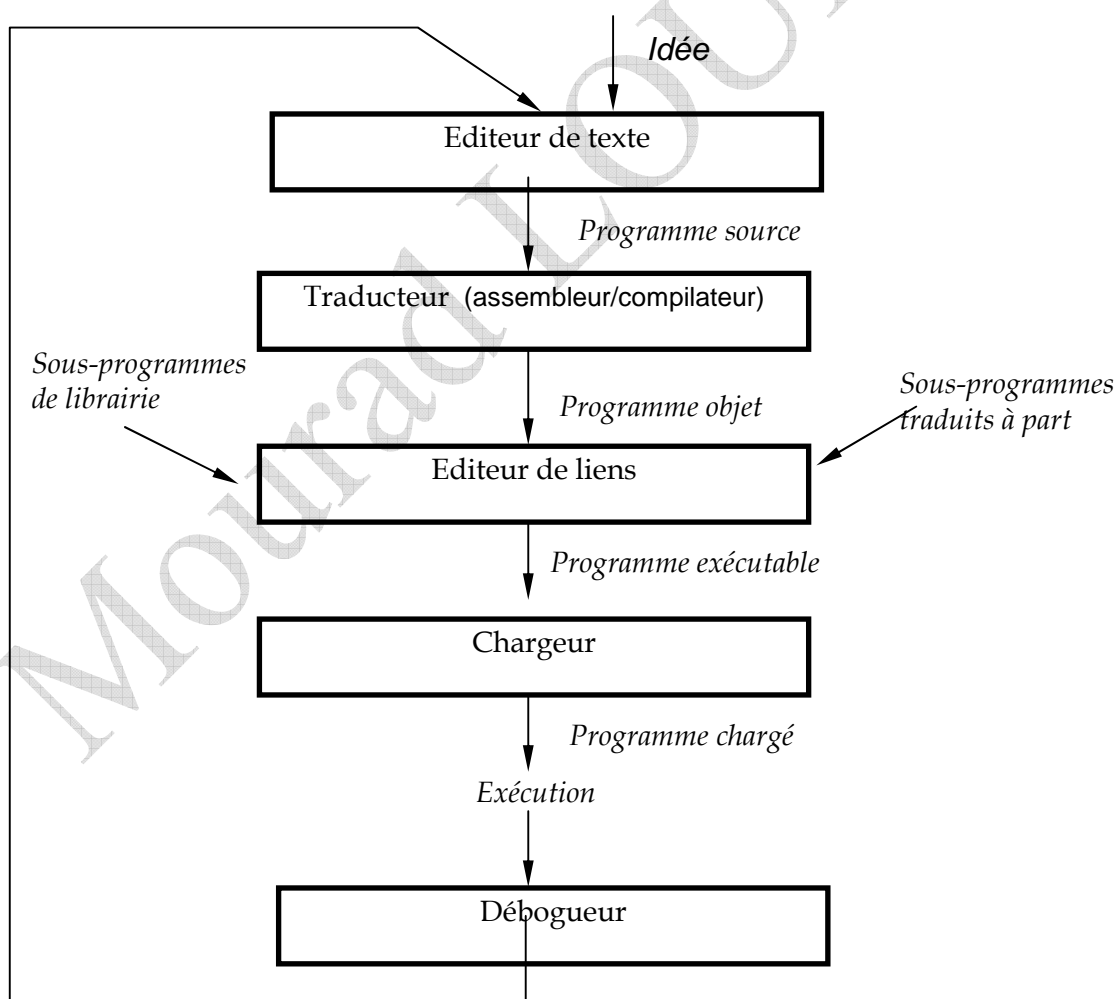 Idée
Editeur de texte
Programme source
Traducteur (assembleur/compilateur)
Sous-programmes
de librairie
Programme objet
Sous-programmes
traduits à part
Editeur de liens
Programme exécutable
Chargeur
Programme chargé
Exécution
Débogueur
Mourad